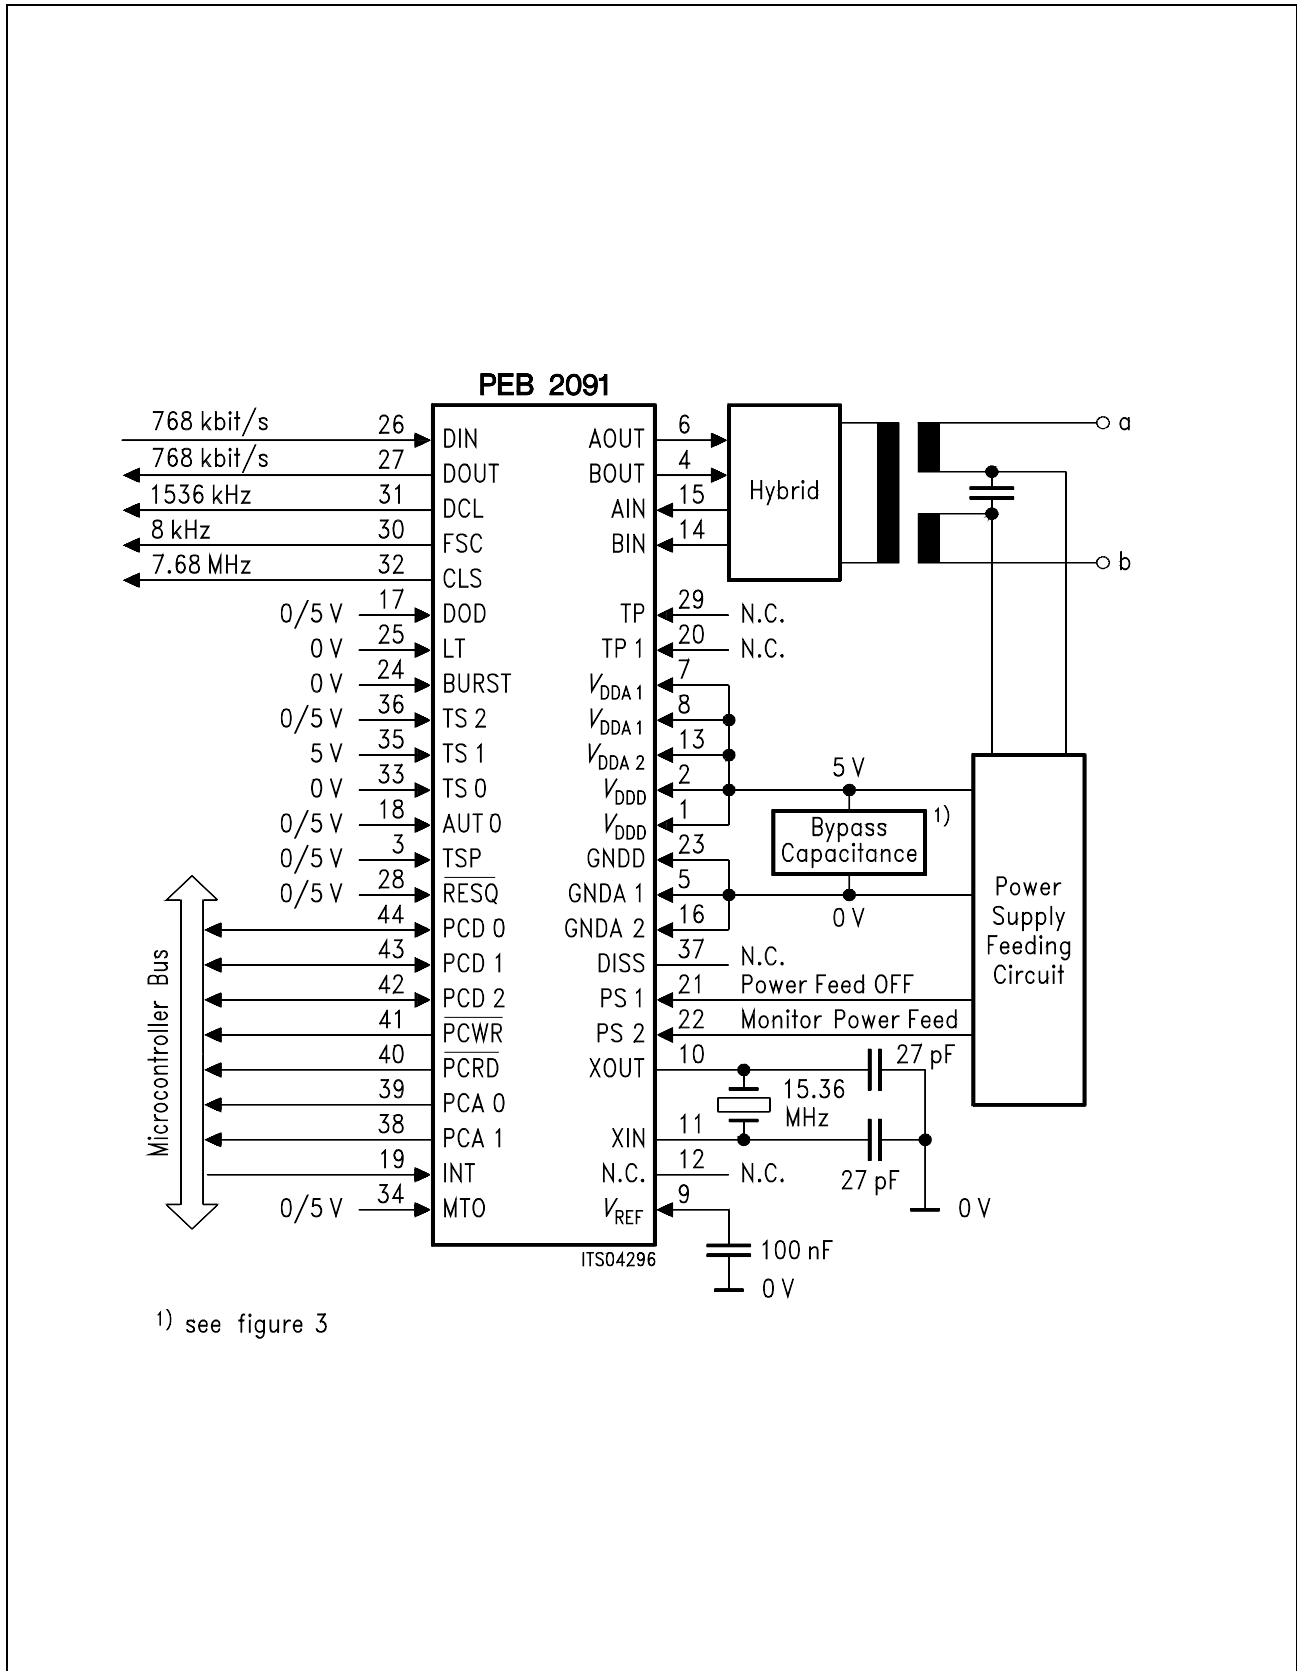 PEB 2091
768 kbit/s 26 DIN
768 kbit/s 27 DOUT
1536 kHz 31 DCL
8 kHz 30 FSC
7.68 MHz 32 CLS
0/5 V 17 DOD
0 V 25 LT
0 V 24 BURST
0/5 V 36 TS 2
5 V 35 TS 1
0 V 33 TS 0
0/5 V 18 AUTO
0/5 V 3 TSP
0/5 V 28 RESQ
44 PCD 0
43 PCD 1
42 PCD 2
41 PCWR
40 PCRD
39 PCA 0
38 PCA 1
19 INT
0/5 V 34 MTO
Microcontroller Bus
AOUT 6
BOUT 4
AIN 15
BIN 14
TP 29 N.C.
TP 1 20 N.C.
VDDA 1 7
VDDA 1 8
VDDA 2 13
VDDD 2
VDDD 1
GNDD 23
GNDA 1 5
GNDA 2 16
DISS 37 N.C.
PS 1 21 Power Feed OFF
PS 2 22 Monitor Power Feed
XOUT 10
XIN 11
N.C. 12 N.C.
VREF 9
Hybrid
a
b
5 V
Bypass
Capacitance
1)
0 V
Power
Supply
Feeding
Circuit
27 pF
15.36
MHz
27 pF
0 V
100 nF
0 V
ITS04296
1) see figure 3